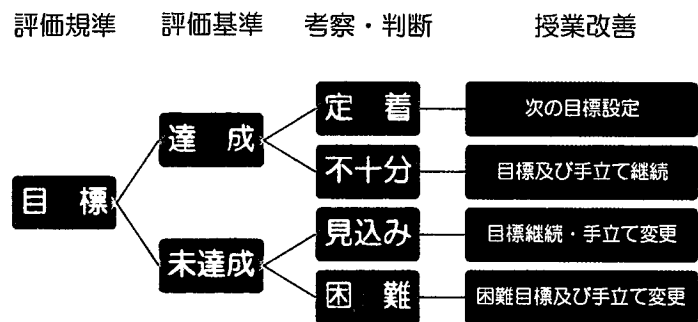 評価規準 評価基準 考察・判断 授業改善
定着 次の目標設定
達成
不十分 目標及び手立て継続
目標
見込み 目標継続・手立て変更
未達成
困難 困難目標及び手立て変更